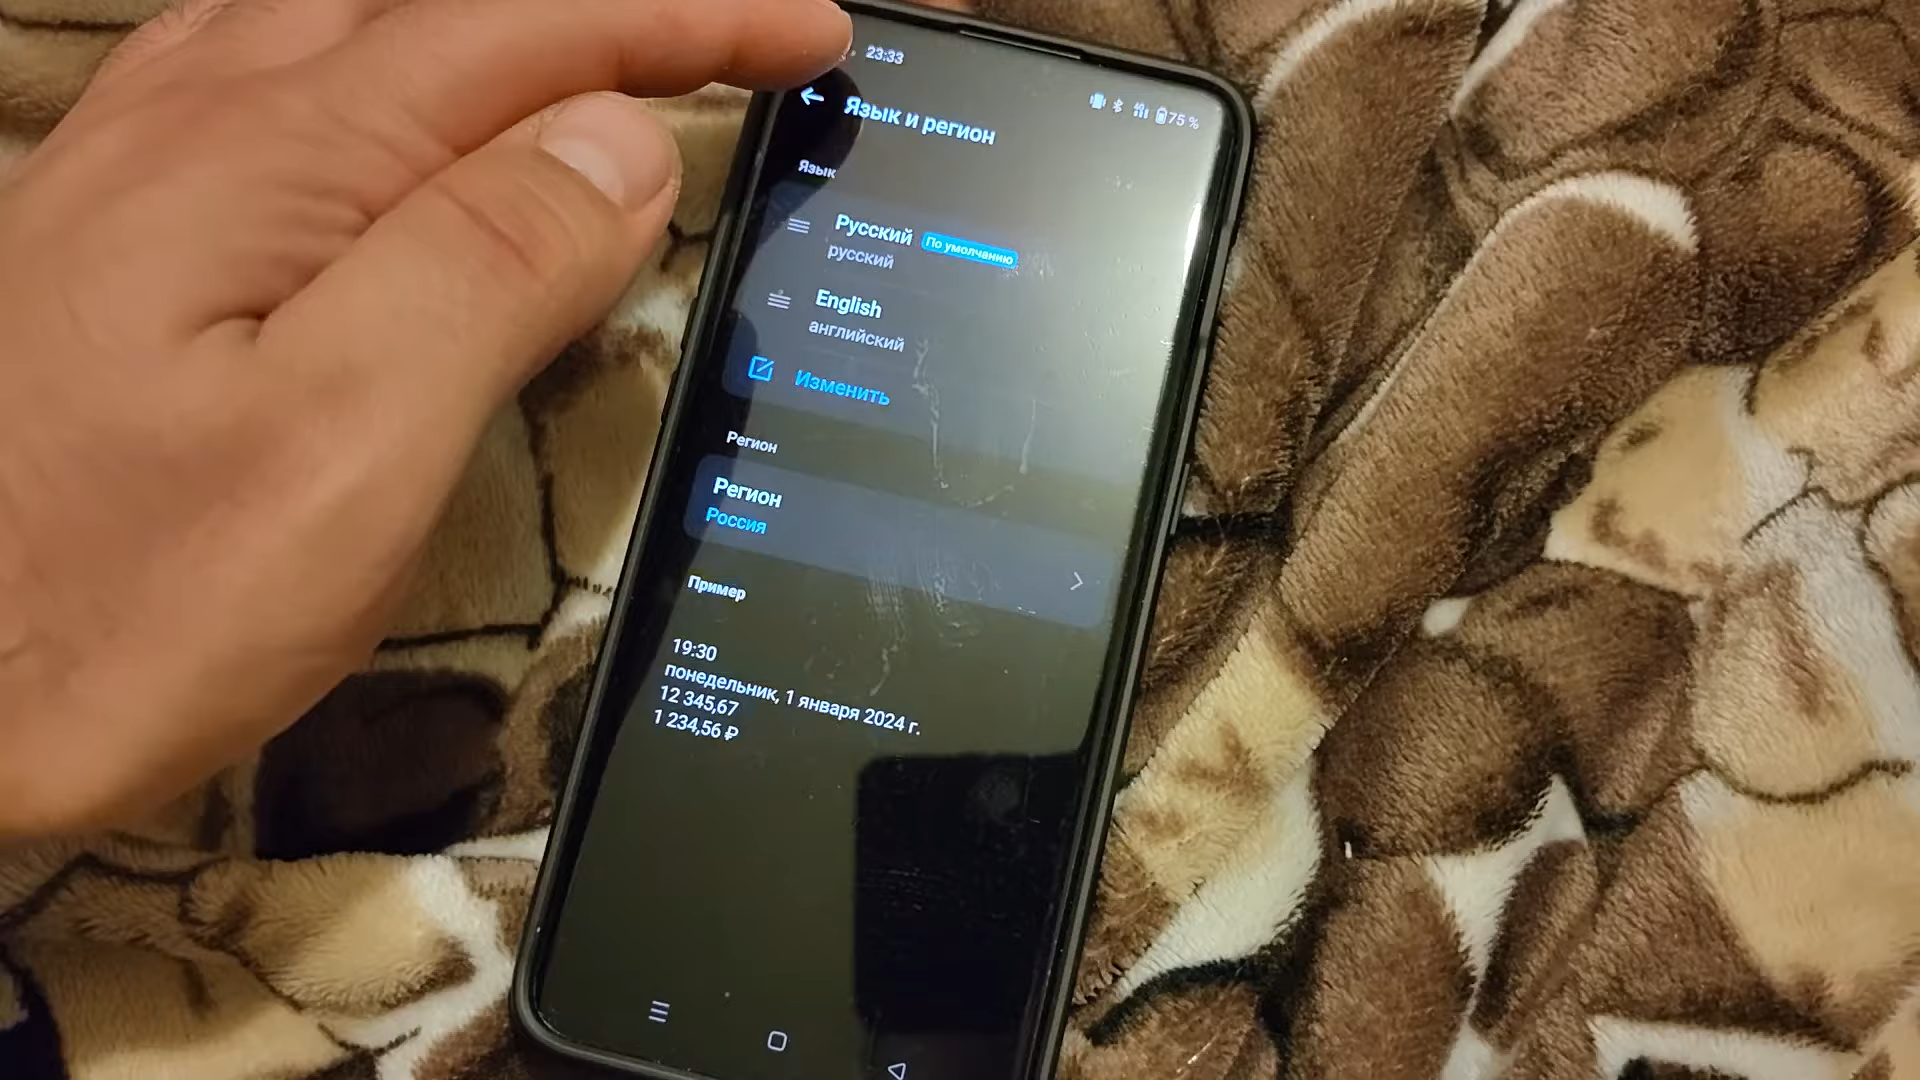 23:33
4G 75 %
Язык и регион
Язык
Русский По умолчанию
русский
English
английский
Изменить
Регион
Регион
Россия
Пример
19:30
понедельник, 1 января 2024 г.
12 345,67
1 234,56 ₽